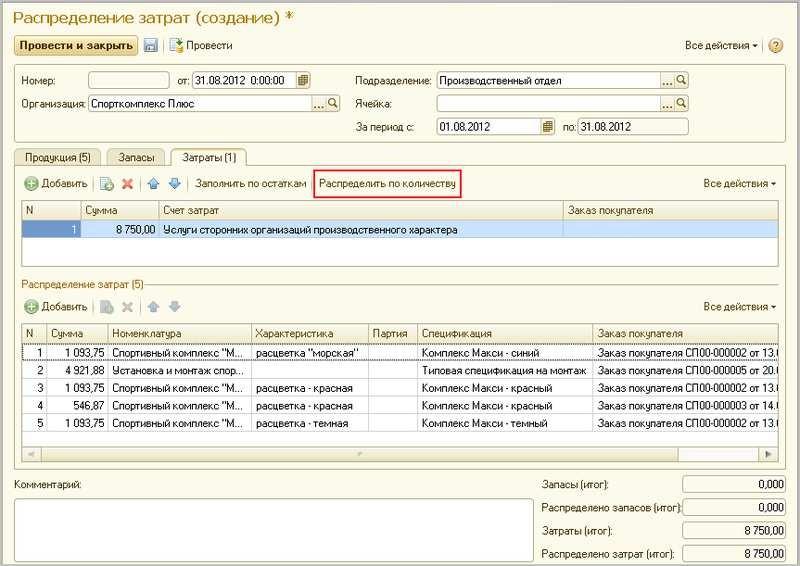 Распределение затрат (создание) *
Провести и закрыть Провести Все действия
Номер: от: 31.08.2012 0:00:00 Подразделение: Производственный отдел ...
Организация: Спорткомплекс Плюс ... Ячейка: ...
За период с: 01.08.2012 по: 31.08.2012
Продукция (5) Запасы Затраты (1)
Добавить Заполнить по остаткам Распределить по количеству Все действия
N Сумма Счет затрат Заказ покупателя
1 8 750,00 Услуги сторонних организаций производственного характера
Распределение затрат (5)
Добавить Все действия
N Сумма Номенклатура Характеристика Партия Спецификация Заказ покупателя
1 1 093,75 Спортивный комплекс "М... расцветка "морская" Комплекс Макси - синий Заказ покупателя СП00-000002 от 13.0
2 4 921,88 Установка и монтаж спор... Типовая спецификация на монтаж Заказ покупателя СП00-000005 от 20.0
3 1 093,75 Спортивный комплекс "М... расцветка - красная Комплекс Макси - красный Заказ покупателя СП00-000002 от 13.0
4 546,87 Спортивный комплекс "М... расцветка - красная Комплекс Макси - красный Заказ покупателя СП00-000003 от 14.0
5 1 093,75 Спортивный комплекс "М... расцветка - темная Комплекс Макси - темный Заказ покупателя СП00-000002 от 13.0
Комментарий: Запасы (итог): 0,000
Распределено запасов (итог): 0,000
Затраты (итог): 8 750,00
Распределено затрат (итог): 8 750,00